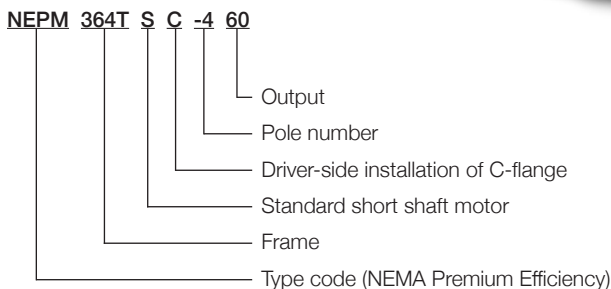 NEPM 364T S C -4 60
Output
Pole number
Driver-side installation of C-flange
Standard short shaft motor
Frame
Type code (NEMA Premium Efficiency)